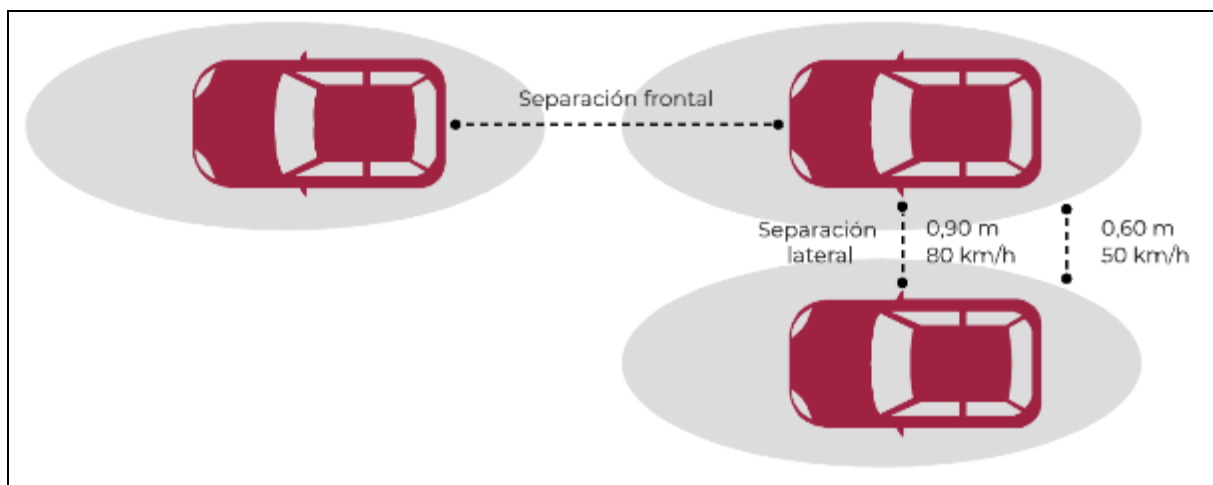 Separación frontal
Separación
lateral
0,90 m
80 km/h
0,60 m
50 km/h